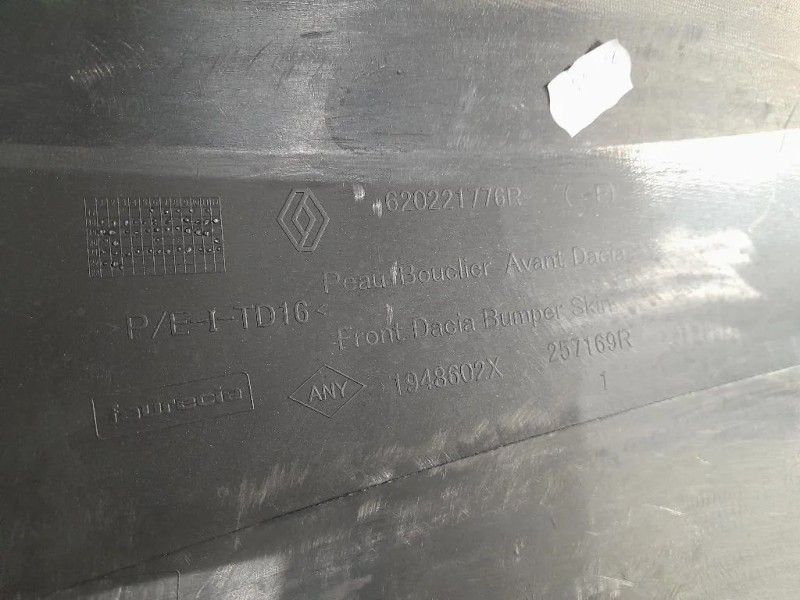 620221776R (-F)
Peau Bouclier Avant Dacia
>P/E-I-TD16<
Front Dacia Bumper Skin
faurecia
ANY
1948602X
257169R
1